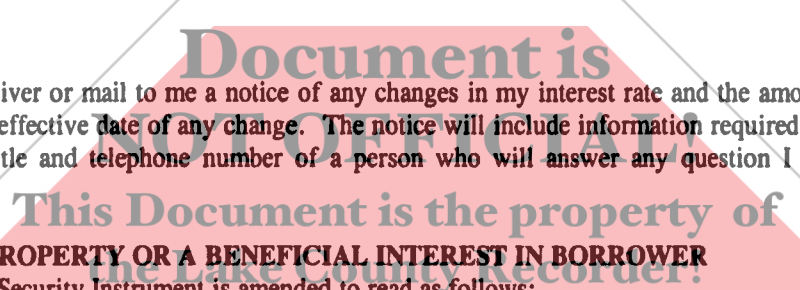 Document is
iver or mail to me a notice of any changes in my interest rate and the amo
effective date of any change. The notice will include information required
NOT OFFICIAL!
tle and telephone number of a person who will answer any question I
This Document is the property of
ROPERTY OR A BENEFICIAL INTEREST IN BORROWER
the Lake County Recorder!
Security Instrument is amended to read as follows: